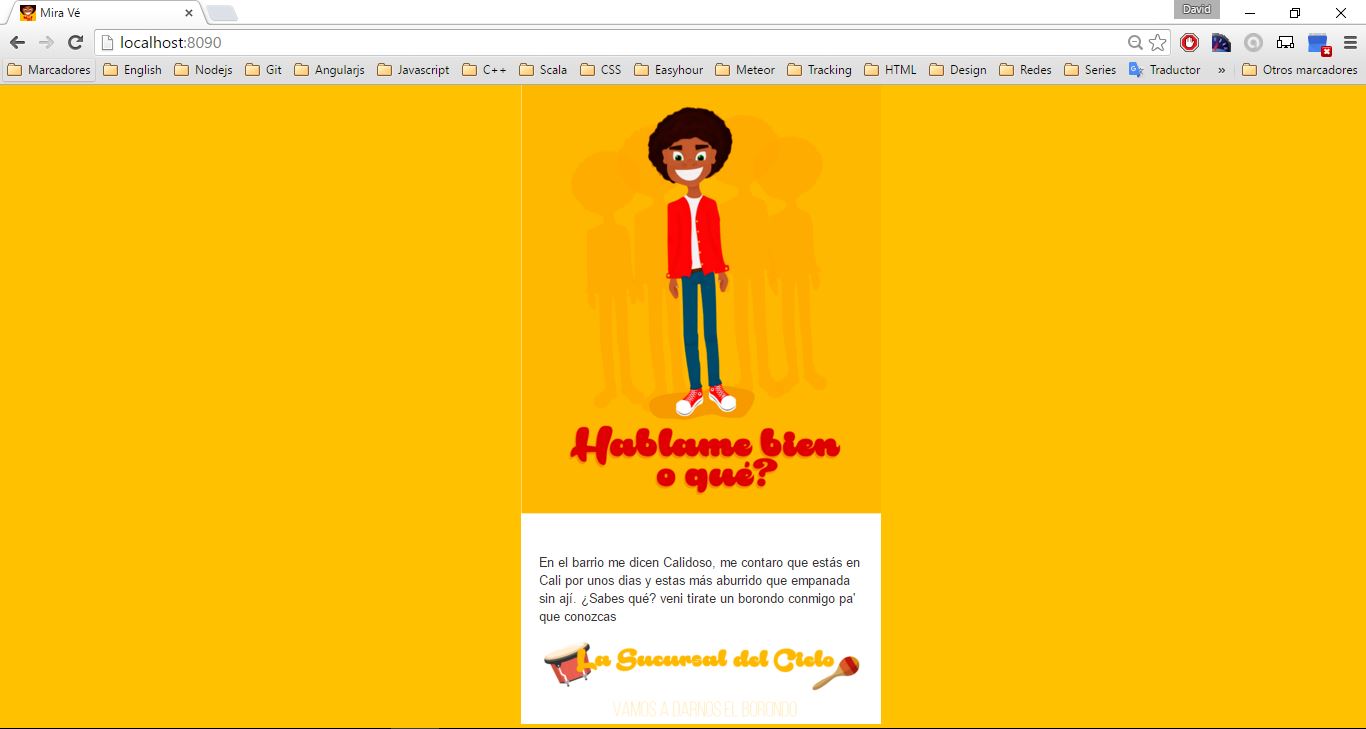 Mira Vé
David
localhost:8090
Marcadores English Nodejs Git Angularjs Javascript C++ Scala CSS Easyhour Meteor Tracking HTML Design Redes Series Traductor » Otros marcadores
Hablame bien
o qué?
En el barrio me dicen Calidoso, me contaro que estás en
Cali por unos dias y estas más aburrido que empanada
sin ají. ¿Sabes qué? veni tirate un borondo conmigo pa'
que conozcas
La Sucursal del Cielo
VAMOS A DARNOS EL BORONDO